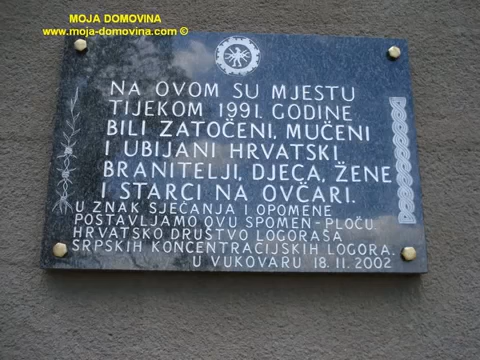 MOJA DOMOVINA
www.moja-domovina.com ©
NA OVOM SU MJESTU
TIJEKOM 1991. GODINE
BILI ZATOČENI, MUČENI
I UBIJANI HRVATSKI
BRANITELJI, DJECA, ŽENE
I STARCI NA OVČARI.
U ZNAK SJEĆANJA I OPOMENE
POSTAVLJAMO OVU SPOMEN-PLOČU.
HRVATSKO DRUŠTVO LOGORAŠA
SRPSKIH KONCENTRACIJSKIH LOGORA.
U VUKOVARU 18.11.2002